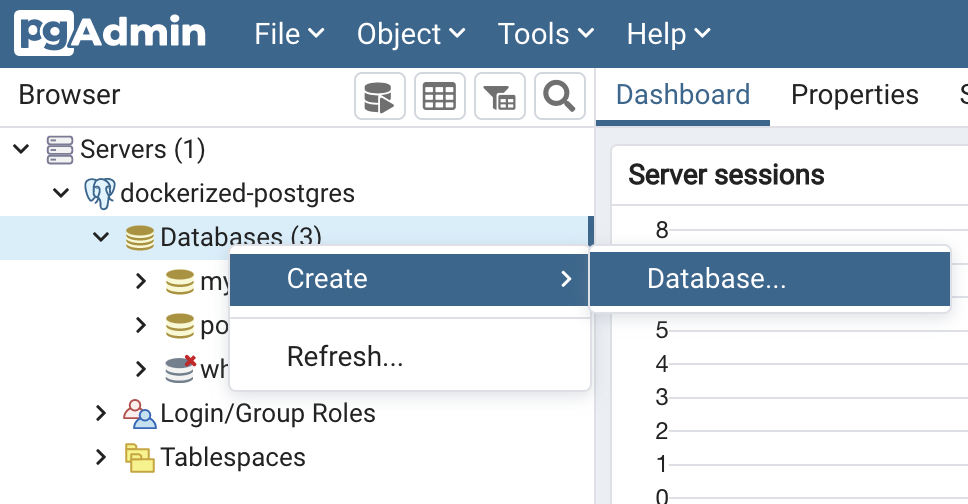 pgAdmin File Object Tools Help
Browser
Dashboard Properties
Servers (1)
dockerized-postgres
Databases (3)
my
po
wh
Login/Group Roles
Tablespaces
Create
Database...
Refresh...
Server sessions
8
5
4
3
2
1
0